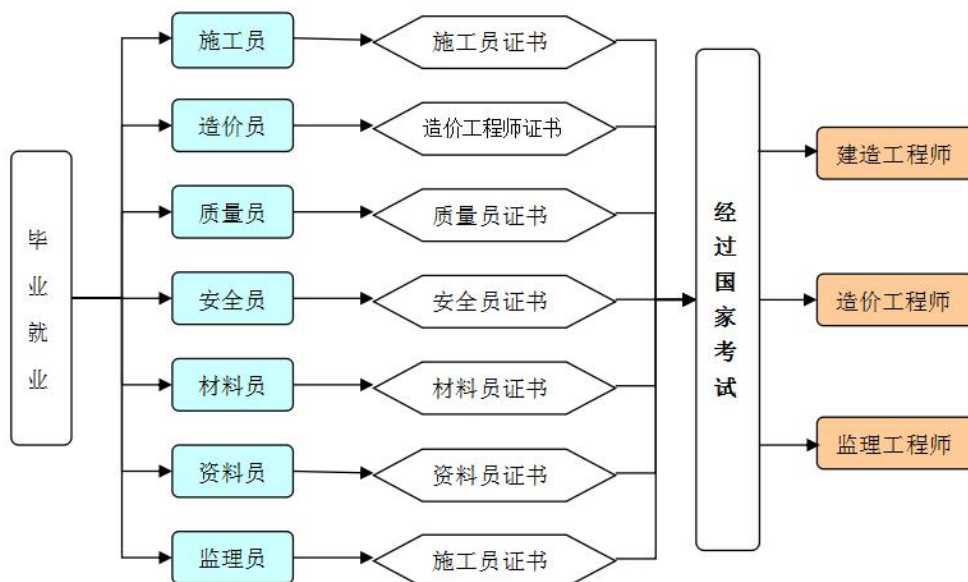 毕业就业
施工员
施工员证书
造价员
造价工程师证书
质量员
质量员证书
安全员
安全员证书
材料员
材料员证书
资料员
资料员证书
监理员
施工员证书
经过国家考试
建造工程师
造价工程师
监理工程师